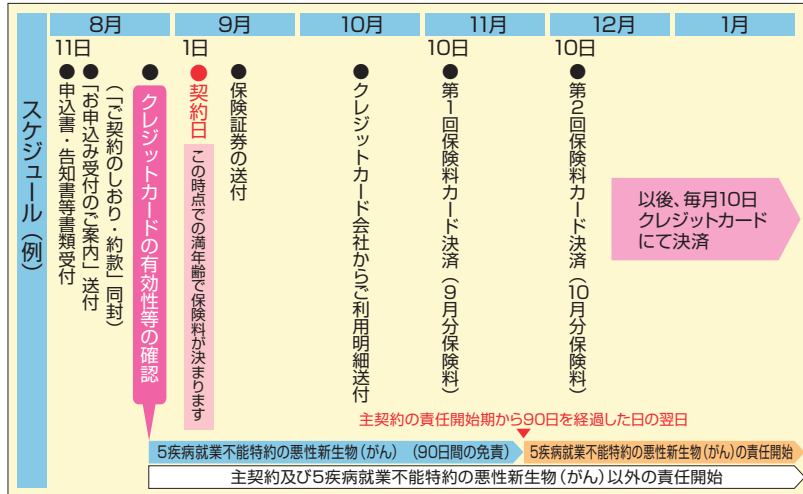 8月
9月
10月
11月
12月
1月
スケジュール(例)
11日
申込書・告知書等書類受付
「お申込み受付のご案内」送付
(「ご契約のしおり・約款」同封)
クレジットカードの有効性等の確認
1日
契約日
この時点での満年齢で保険料が決まります
保険証券の送付
クレジットカード会社からご利用明細送付
10日
第1回保険料カード決済(9月分保険料)
10日
第2回保険料カード決済(10月分保険料)
以後、毎月10日
クレジットカード
にて決済
主契約の責任開始期から90日を経過した日の翌日
5疾病就業不能特約の悪性新生物(がん) (90日間の免責)
5疾病就業不能特約の悪性新生物(がん)の責任開始
主契約及び5疾病就業不能特約の悪性新生物(がん)以外の責任開始